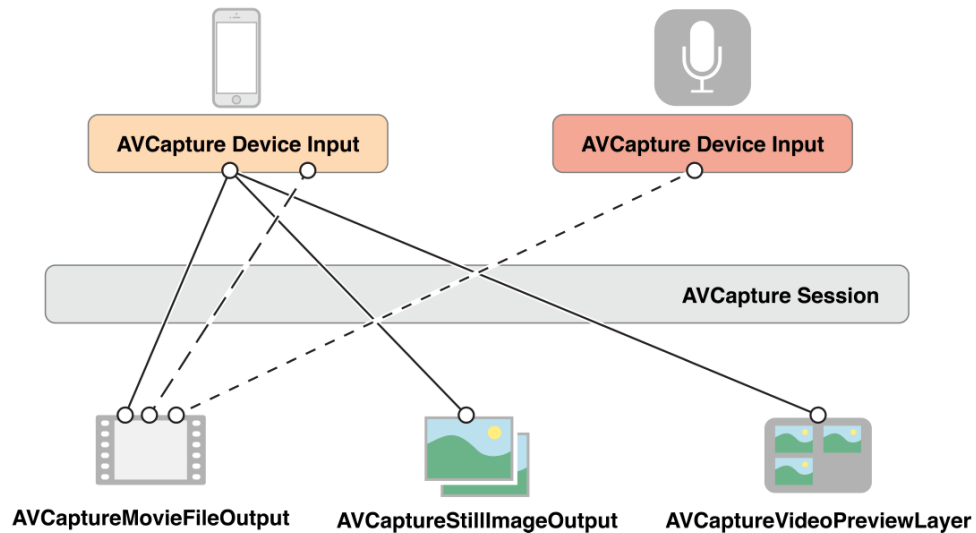 AVCapture Device Input
AVCapture Device Input
AVCapture Session
AVCaptureMovieFileOutput
AVCaptureStillImageOutput
AVCaptureVideoPreviewLayer